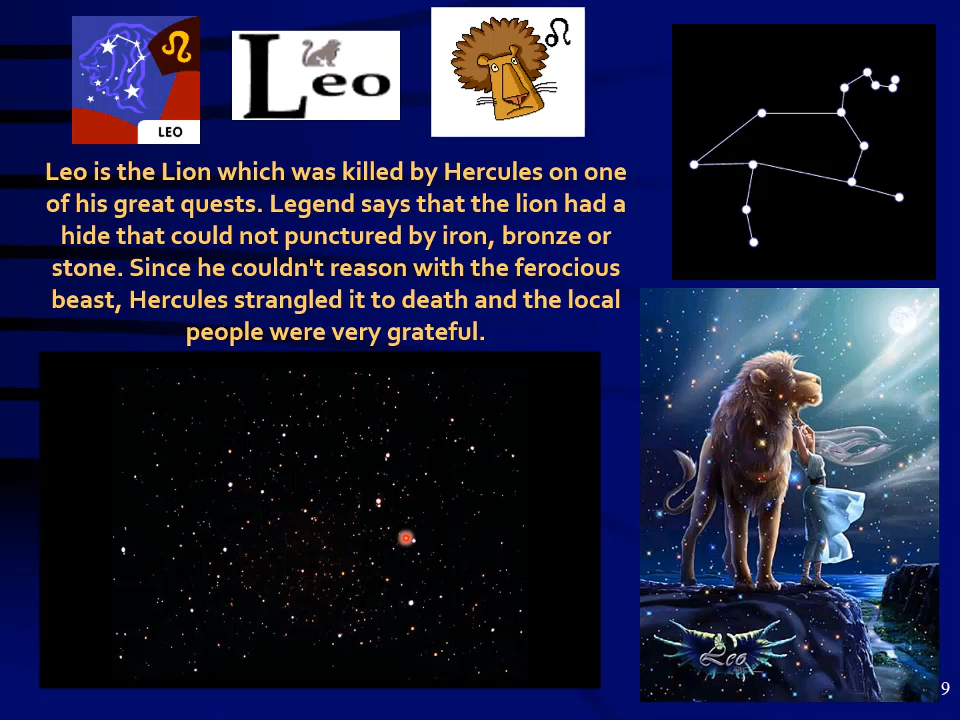 LEO
Leo
♌
Leo is the Lion which was killed by Hercules on one
of his great quests. Legend says that the lion had a
hide that could not punctured by iron, bronze or
stone. Since he couldn't reason with the ferocious
beast, Hercules strangled it to death and the local
people were very grateful.
Leo
9